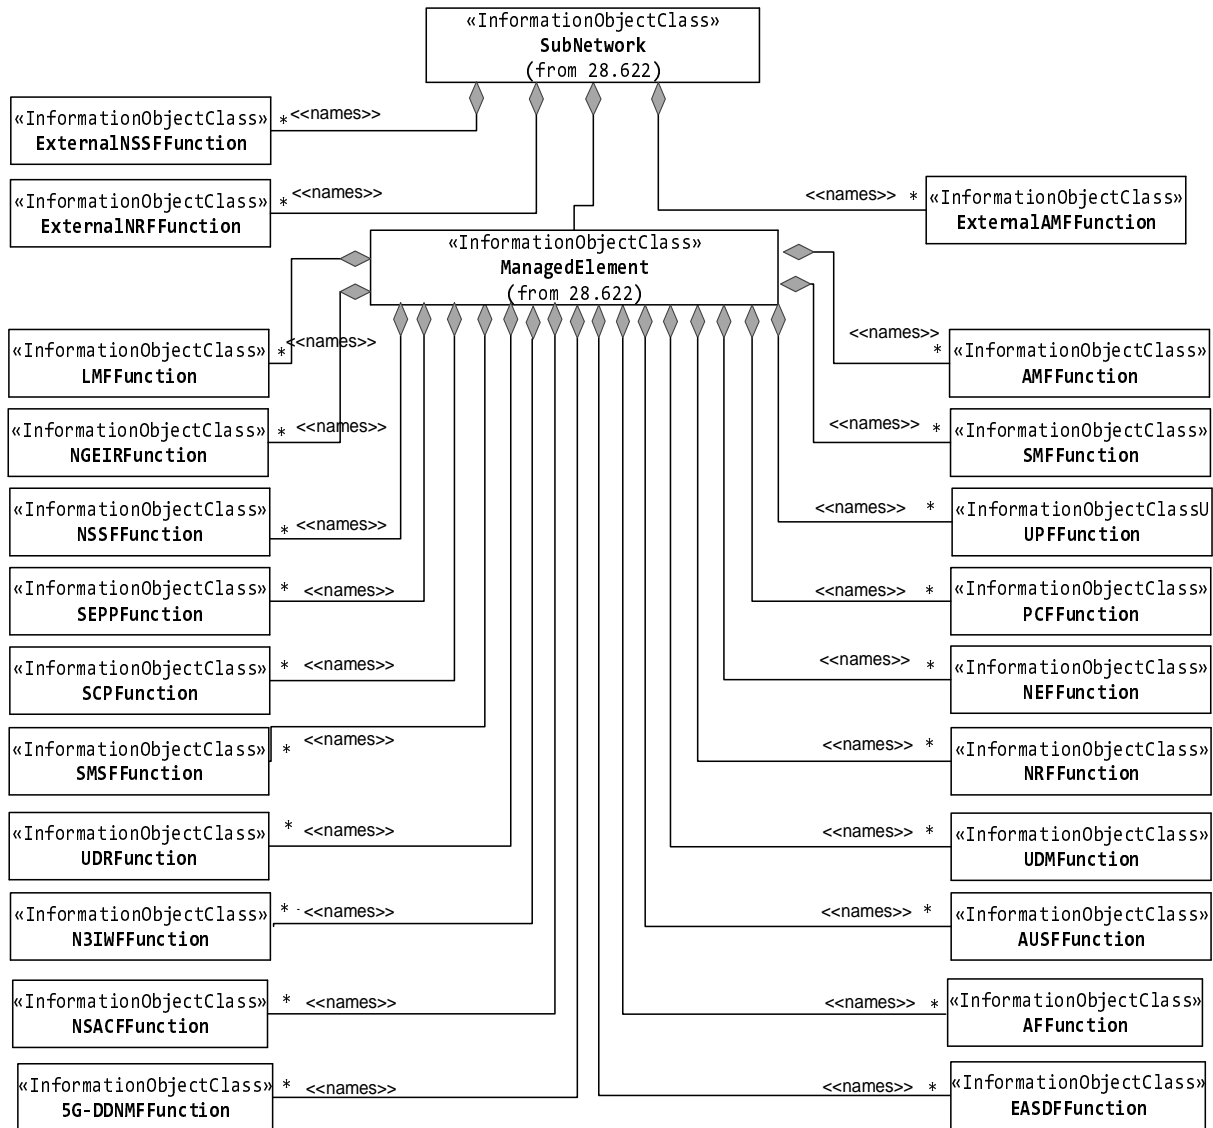 «InformationObjectClass»
SubNetwork
(from 28.622)
«InformationObjectClass»
ExternalNSSFFunction
* <<names>>
«InformationObjectClass»
ExternalNRFFunction
* <<names>>
<<names>> *
«InformationObjectClass»
ExternalAMFFunction
«InformationObjectClass»
ManagedElement
(from 28.622)
«InformationObjectClass»
LMFFunction
* <<names>>
<<names>>
*
«InformationObjectClass»
AMFFunction
«InformationObjectClass»
NGEIRFunction
* <<names>>
<<names>> *
«InformationObjectClass»
SMFFunction
«InformationObjectClass»
NSSFFunction
* <<names>>
<<names>> *
«InformationObjectClassU
UPFFunction
«InformationObjectClass»
SEPPFunction
* <<names>>
<<names>> *
«InformationObjectClass»
PCFFunction
«InformationObjectClass»
SCPFunction
* <<names>>
<<names>> *
«InformationObjectClass»
NEFFunction
«InformationObjectClass»
SMSFFunction
* <<names>>
<<names>> *
«InformationObjectClass»
NRFFunction
«InformationObjectClass»
UDRFunction
* <<names>>
<<names>> *
«InformationObjectClass»
UDMFunction
«InformationObjectClass»
N3IWFFunction
* - <<names>>
<<names>> *
«InformationObjectClass»
AUSFFunction
«InformationObjectClass»
NSACFFunction
* <<names>>
<<names>> *
«InformationObjectClass»
AFFunction
«InformationObjectClass»
5G-DDNMFFunction
* <<names>>
<<names>> *
«InformationObjectClass»
EASDFFunction